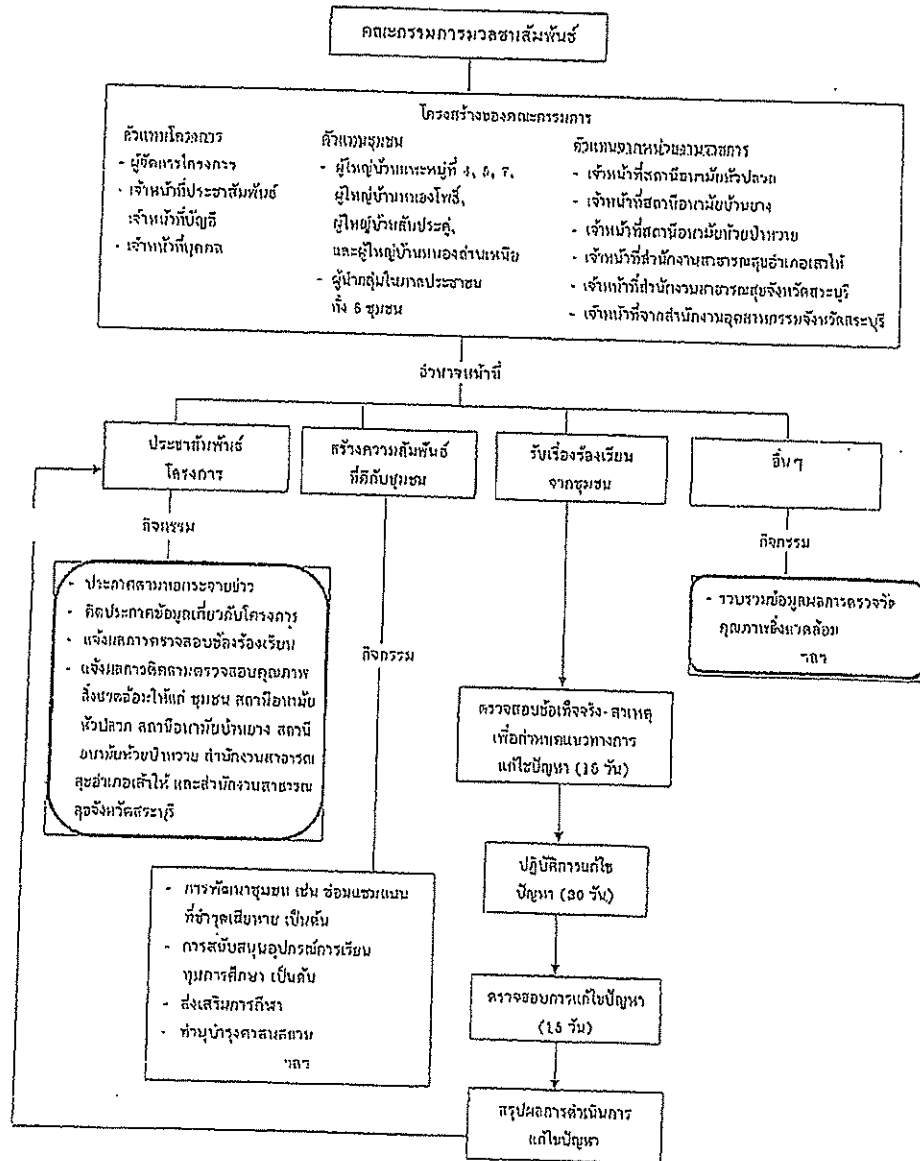 คณะกรรมการมวลชนสัมพันธ์
โครงสร้างของคณะกรรมการ
ตัวแทนโครงการ
- ผู้จัดการโครงการ
- เจ้าหน้าที่ประชาสัมพันธ์
เจ้าหน้าที่บัญชี
- เจ้าหน้าที่บุคคล
ตัวแทนชุมชน
- ผู้ใหญ่บ้านและหมู่ที่ 4, 5, 7,
ผู้ใหญ่บ้านหนองโพธิ์,
ผู้ใหญ่บ้านสันประดู่,
และผู้ใหญ่บ้านหนองถ่านเหนือ
- ผู้นำกลุ่มในภาคประชาชน
ทั้ง 6 ชุมชน
ตัวแทนจากหน่วยงานราชการ
- เจ้าหน้าที่สถานีอนามัยหัวปลวก
- เจ้าหน้าที่สถานีอนามัยบ้านยาง
- เจ้าหน้าที่สถานีอนามัยห้วยป่าหวาย
- เจ้าหน้าที่สำนักงานสาธารณสุขอำเภอเสาไห้
- เจ้าหน้าที่สำนักงานสาธารณสุขจังหวัดสระบุรี
- เจ้าหน้าที่จากสำนักงานอุตสาหกรรมจังหวัดสระบุรี
อำนาจหน้าที่
ประชาสัมพันธ์
โครงการ
สร้างความสัมพันธ์
ที่ดีกับชุมชน
รับเรื่องร้องเรียน
จากชุมชน
อื่นๆ
กิจกรรม
- ประกาศตามหอกระจายข่าว
- ติดประกาศข้อมูลเกี่ยวกับโครงการ
- แจ้งผลการตรวจสอบข้อร้องเรียน
- แจ้งผลการติดตามตรวจสอบคุณภาพ
สิ่งแวดล้อมให้แก่ ชุมชน สถานีอนามัย
หัวปลวก สถานีอนามัยบ้านยาง สถานี
อนามัยห้วยป่าหวาย สำนักงานสาธารณ
สุขอำเภอเสาไห้ และสำนักงานสาธารณ
สุขจังหวัดสระบุรี
กิจกรรม
- การพัฒนาชุมชน เช่น ซ่อมแซมถนน
ที่ชำรุดเสียหาย เป็นต้น
- การสนับสนุนอุปกรณ์การเรียน
ทุนการศึกษา เป็นต้น
- ส่งเสริมการกีฬา
- ทำนุบำรุงศาสนสถาน
ฯลฯ
ตรวจสอบข้อเท็จจริง-สาเหตุ
เพื่อกำหนดแนวทางการ
แก้ไขปัญหา (15 วัน)
ปฏิบัติการแก้ไข
ปัญหา (30 วัน)
ตรวจสอบการแก้ไขปัญหา
(15 วัน)
สรุปผลการดำเนินการ
แก้ไขปัญหา
กิจกรรม
- รวบรวมข้อมูลผลการตรวจวัด
คุณภาพสิ่งแวดล้อม
ฯลฯ